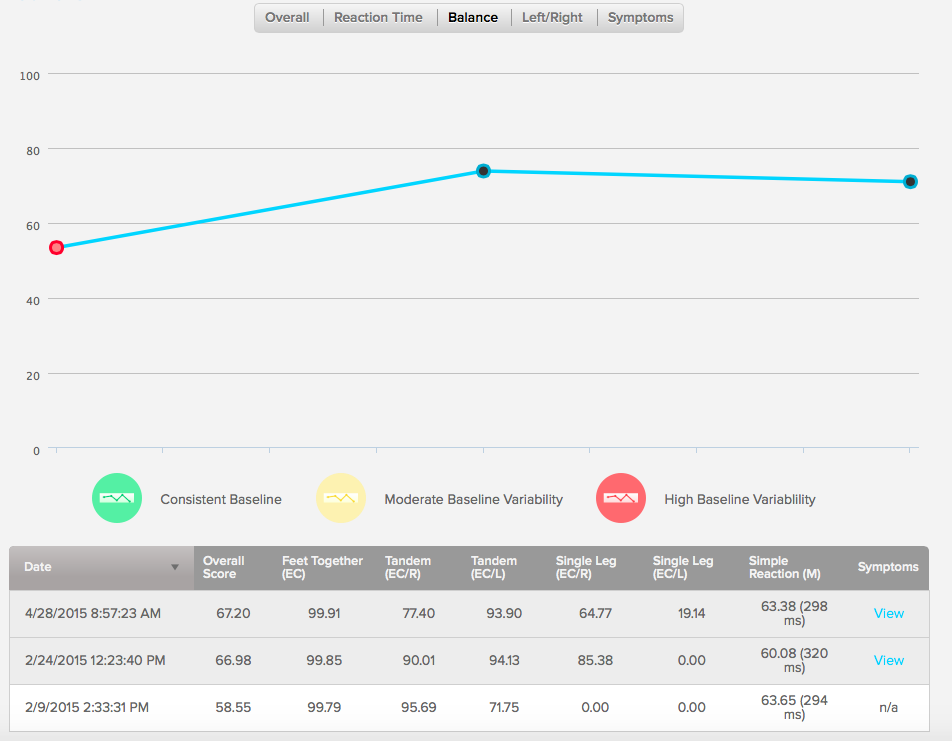 Overall Reaction Time Balance Left/Right Symptoms
100
80
60
40
20
0
Consistent Baseline Moderate Baseline Variability High Baseline Variablility
Date Overall Score Feet Together (EC) Tandem (EC/R) Tandem (EC/L) Single Leg (EC/R) Single Leg (EC/L) Simple Reaction (M) Symptoms
4/28/2015 8:57:23 AM 67.20 99.91 77.40 93.90 64.77 19.14 63.38 (298 ms) View
2/24/2015 12:23:40 PM 66.98 99.85 90.01 94.13 85.38 0.00 60.08 (320 ms) View
2/9/2015 2:33:31 PM 58.55 99.79 95.69 71.75 0.00 0.00 63.65 (294 ms) n/a